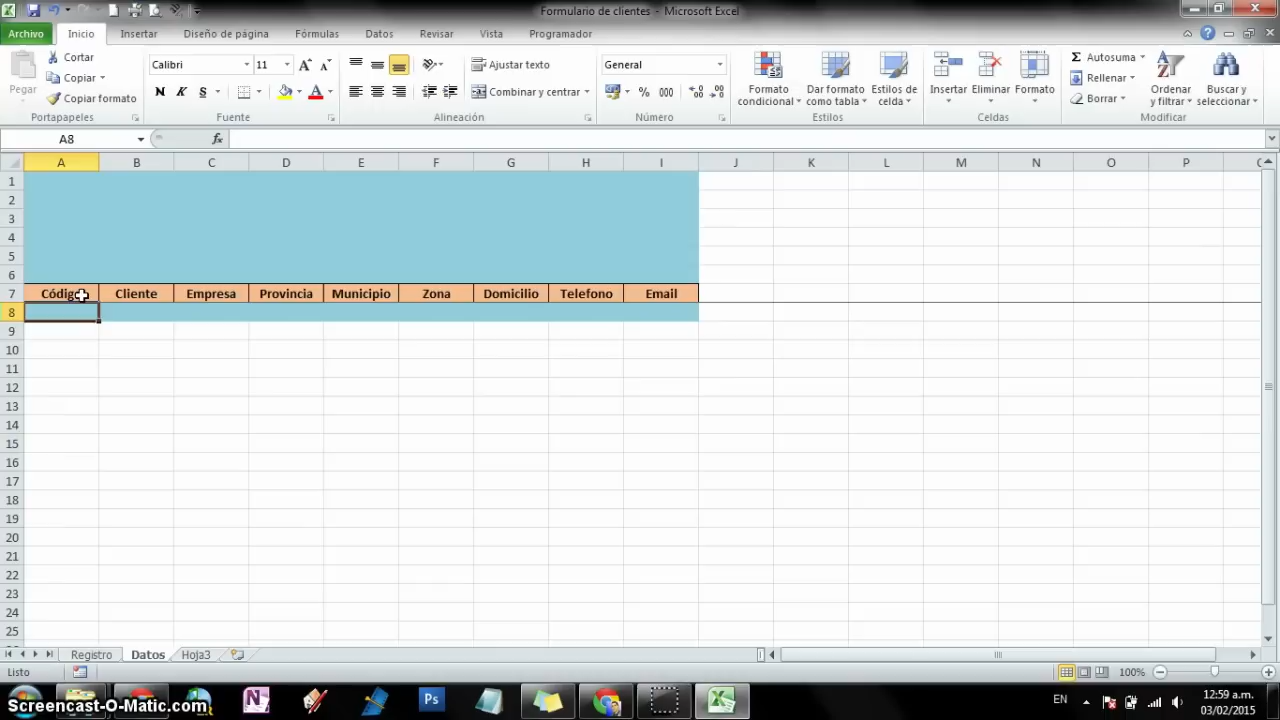 Formulario de clientes - Microsoft Excel
Archivo Inicio Insertar Diseño de página Fórmulas Datos Revisar Vista Programador
Pegar Cortar Copiar Copiar formato Portapapeles
Calibri 11 N K S A A A Fuente
Ajustar texto Combinar y centrar Alineación
General % 000 Número
Formato condicional Dar formato como tabla Estilos de celda Estilos
Insertar Eliminar Formato Celdas
Autosuma Rellenar Borrar Ordenar y filtrar Buscar y seleccionar Modificar
A8 fx
A B C D E F G H I J K L M N O P
1
2
3
4
5
6
7 Código Cliente Empresa Provincia Municipio Zona Domicilio Telefono Email
8
9
10
11
12
13
14
15
16
17
18
19
20
21
22
23
24
25
Registro Datos Hoja3
Listo 100%
Screencast-O-Matic.com Ps EN 12:59 a.m.
03/02/2015